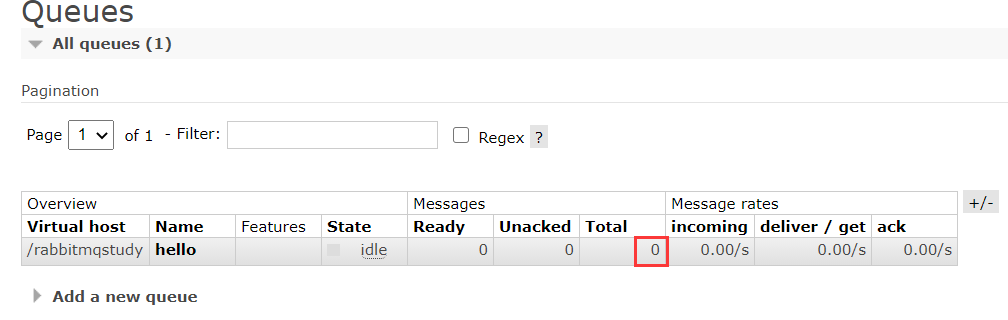 Queues
All queues (1)
Pagination
Page 1 of 1 - Filter: Regex ?
Overview Messages Message rates +/-
Virtual host Name Features State Ready Unacked Total incoming deliver / get ack
/rabbitmqstudy hello idle 0 0 0 0.00/s 0.00/s 0.00/s
Add a new queue